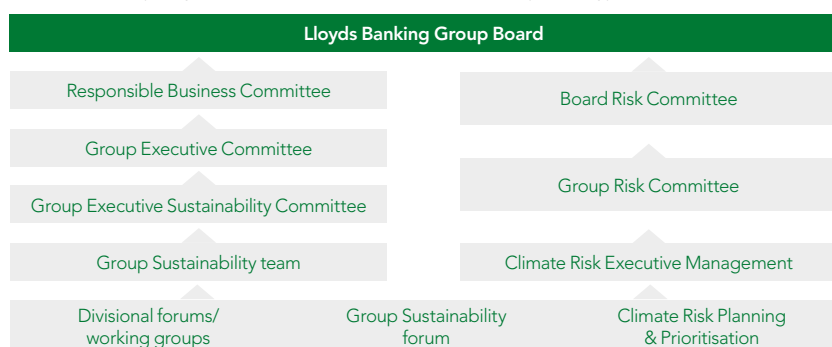 Lloyds Banking Group Board
Responsible Business Committee
Group Executive Committee
Group Executive Sustainability Committee
Group Sustainability team
Board Risk Committee
Group Risk Committee
Climate Risk Executive Management
Divisional forums/
working groups
Group Sustainability
forum
Climate Risk Planning
& Prioritisation